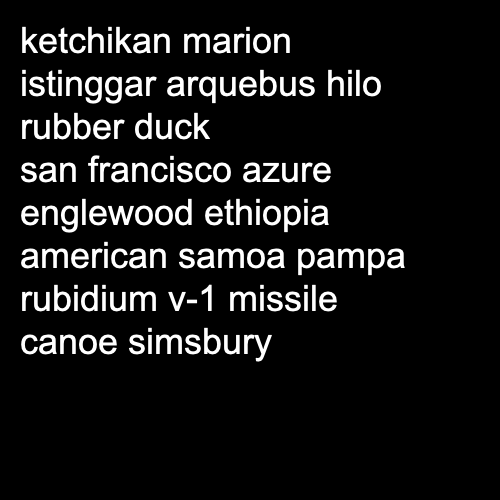 ketchikan marion
istinggar arquebus hilo
rubber duck
san francisco azure
englewood ethiopia
american samoa pampa
rubidium v-1 missile
canoe simsbury